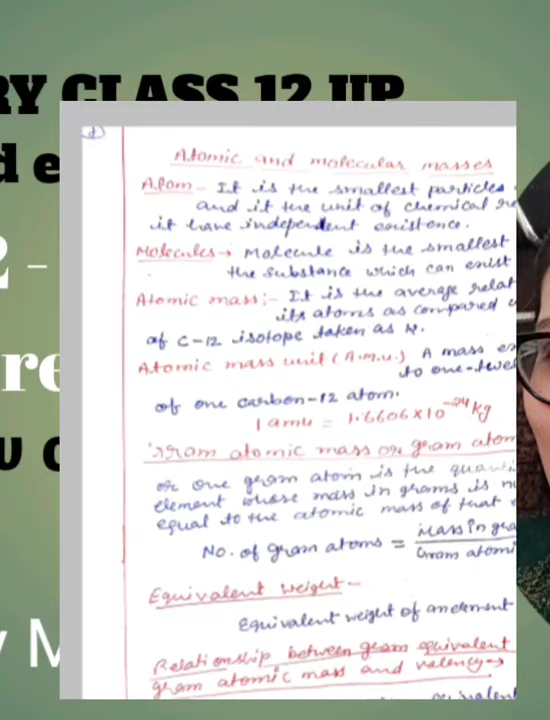 RY CLASS 12 UP
d e
2 -
re
U C
y M
Atomic and molecular masses
Atom - It is the smallest particles
and it the unit of chemical re
it have independent existence.
Molecules → Molecule is the smallest
the substance which can exist
Atomic mass:- It is the average relat
its atoms as compared
of C-12 isotope taken as 12.
Atomic mass unit (A.m.u.) A mass e
to one-twel
of one carbon-12 atom.
1 amu = 1.6606 × 10⁻²⁴ kg
Gram atomic mass or gram atom
or one gram atom is the quanti
element whose mass in grams is n
equal to the atomic mass of that
No. of gram atoms = Mass in gra
Gram atomi
Equivalent weight -
Equivalent weight of an element
Relationship between gram equivalent
gram atomic mass and valency →